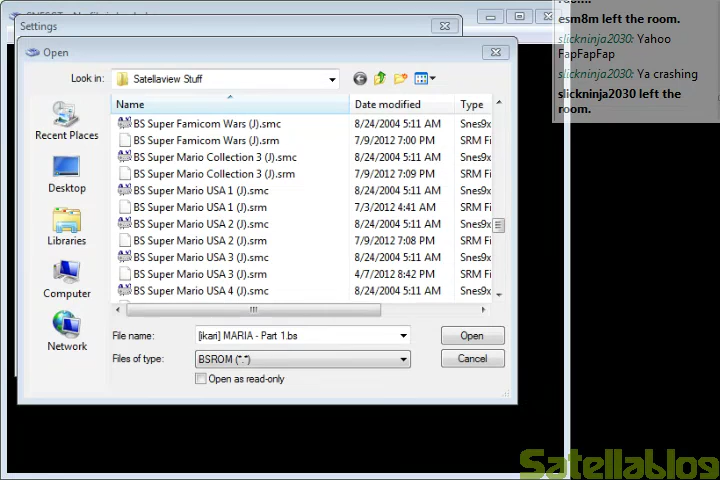 Settings
Open
Look in:
Satellaview Stuff
Name
Date modified
Type
BS Super Famicom Wars (J).smc 8/24/2004 5:11 AM Snes9x
BS Super Famicom Wars (J).srm 7/9/2012 7:00 PM SRM Fi
BS Super Mario Collection 3 (J).smc 8/24/2004 5:11 AM Snes9x
BS Super Mario Collection 3 (J).srm 7/9/2012 7:09 PM SRM Fi
BS Super Mario USA 1 (J).smc 8/24/2004 5:11 AM Snes9x
BS Super Mario USA 1 (J).srm 7/3/2012 4:41 AM SRM Fi
BS Super Mario USA 2 (J).smc 8/24/2004 5:11 AM Snes9x
BS Super Mario USA 2 (J).srm 7/9/2012 7:08 PM SRM Fi
BS Super Mario USA 3 (J).smc 8/24/2004 5:11 AM Snes9x
BS Super Mario USA 3 (J).srm 4/7/2012 8:42 PM SRM Fi
BS Super Mario USA 4 (J).smc 8/24/2004 5:11 AM Snes9x
Recent Places
Desktop
Libraries
Computer
Network
File name:
[ikari] MARIA - Part 1.bs
Open
Files of type:
BSROM (*.*)
Cancel
Open as read-only
room.
esm8m left the room.
slickninja2030: Yahoo
FapFapFap
slickninja2030: Ya crashing
slickninja2030 left the
room.
Satellablog